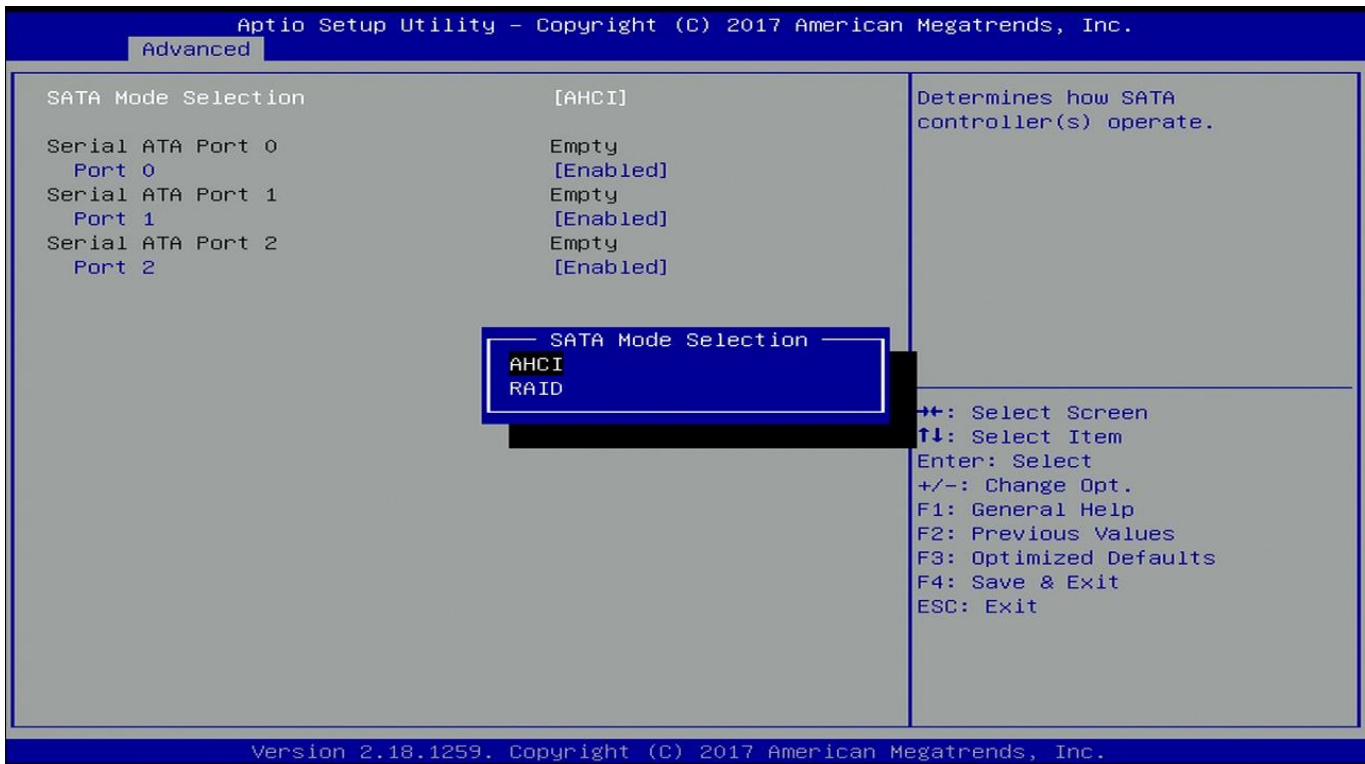 Aptio Setup Utility – Copyright (C) 2017 American Megatrends, Inc.
Advanced
SATA Mode Selection [AHCI]
Serial ATA Port 0 Empty
Port 0 [Enabled]
Serial ATA Port 1 Empty
Port 1 [Enabled]
Serial ATA Port 2 Empty
Port 2 [Enabled]
SATA Mode Selection
AHCI
RAID
Determines how SATA
controller(s) operate.
→←: Select Screen
↑↓: Select Item
Enter: Select
+/-: Change Opt.
F1: General Help
F2: Previous Values
F3: Optimized Defaults
F4: Save & Exit
ESC: Exit
Version 2.18.1259. Copyright (C) 2017 American Megatrends, Inc.